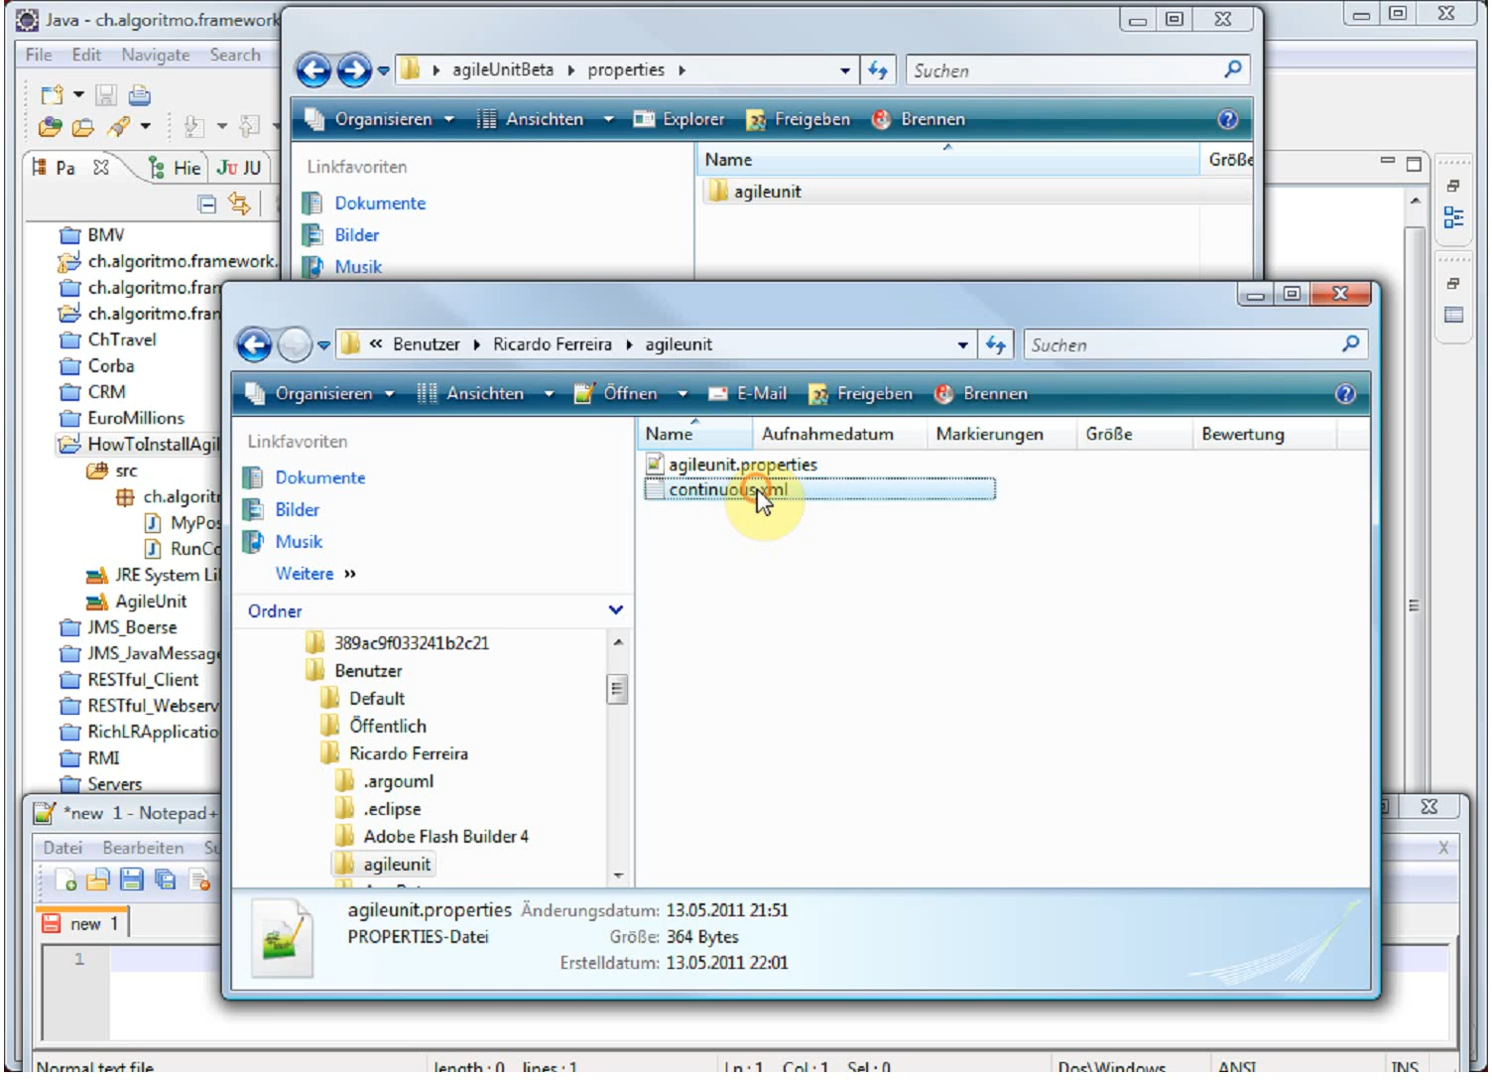 Java - ch.algoritmo.framework
File Edit Navigate Search
agileUnitBeta properties
Suchen
Organisieren Ansichten Explorer Freigeben Brennen
Pa Hie Ju JU
Linkfavoriten
Name Größe
Dokumente
agileunit
Bilder
Musik
BMV
ch.algoritmo.framework.
ch.algoritmo.fran
ch.algoritmo.fran
ChTravel
Corba
CRM
EuroMillions
HowToInstallAgil
src
ch.algoritr
MyPos
RunCo
JRE System Li
AgileUnit
JMS_Boerse
JMS_JavaMessage
RESTful_Client
RESTful_Webserv
RichLRApplicatio
RMI
Servers
« Benutzer Ricardo Ferreira agileunit
Suchen
Organisieren Ansichten Öffnen E-Mail Freigeben Brennen
Linkfavoriten
Name Aufnahmedatum Markierungen Größe Bewertung
agileunit.properties
continuous.xml
Dokumente
Bilder
Musik
Weitere »
Ordner
389ac9f033241b2c21
Benutzer
Default
Öffentlich
Ricardo Ferreira
.argouml
.eclipse
Adobe Flash Builder 4
agileunit
agileunit.properties Änderungsdatum: 13.05.2011 21:51
PROPERTIES-Datei Größe: 364 Bytes
Erstelldatum: 13.05.2011 22:01
*new 1 - Notepad+
Datei Bearbeiten Su
X
new 1
1
Normal text file length : 0 lines : 1 Ln : 1 Col : 1 Sel : 0 Dos\Windows ANSI INS